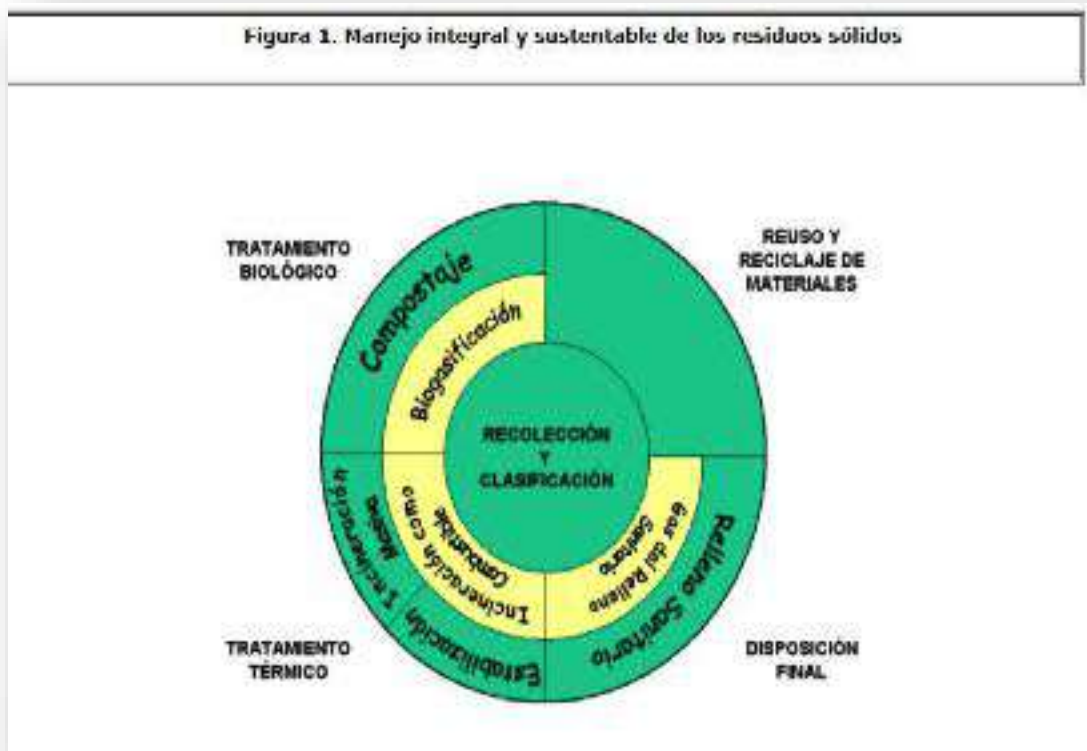 Figura 1. Manejo integral y sustentable de los residuos sólidos
TRATAMIENTO
BIOLÓGICO
REUSO Y
RECICLAJE DE
MATERIALES
Compostaje
Biogasificación
RECOLECCIÓN
Y
CLASIFICACIÓN
Incineración
Masiva
Incineración como
Combustible
Estabilización
Gas del Relleno
Sanitario
Relleno Sanitario
TRATAMIENTO
TÉRMICO
DISPOSICIÓN
FINAL